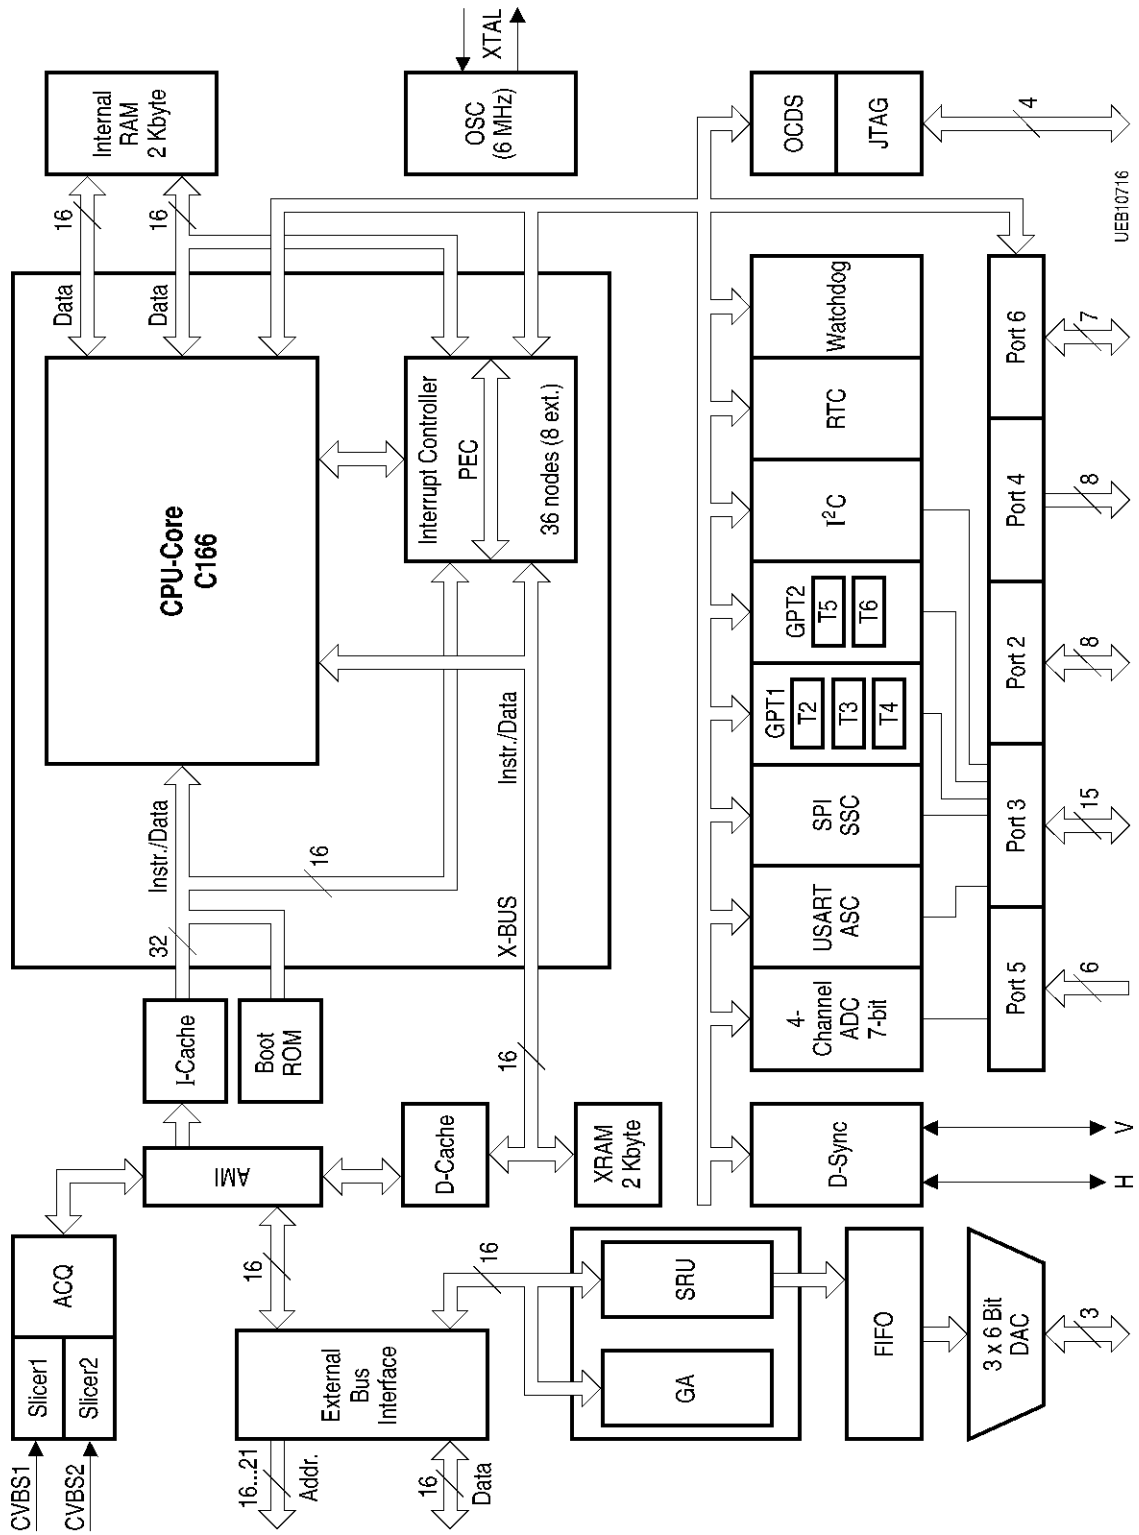 CVBS1
CVBS2
Slicer1
Slicer2
ACQ
AMI
I-Cache
Boot
ROM
32
Instr./Data
16
CPU-Core
C166
Data
16
Data
16
Internal
RAM
2 Kbyte
16...21
Addr.
16
Data
External
Bus
Interface
16
D-Cache
XRAM
2 Kbyte
16
X-BUS
Instr./Data
Interrupt Controller
PEC
36 nodes (8 ext.)
OSC
(6 MHz)
XTAL
16
GA
SRU
FIFO
3 x 6 Bit
DAC
3
D-Sync
H
V
4-
Channel
ADC
7-bit
USART
ASC
SPI
SSC
GPT1
T2
T3
T4
GPT2
T5
T6
I²C
RTC
Watchdog
OCDS
JTAG
4
Port 5
Port 3
Port 2
Port 4
Port 6
6
15
8
8
7
UEB10716